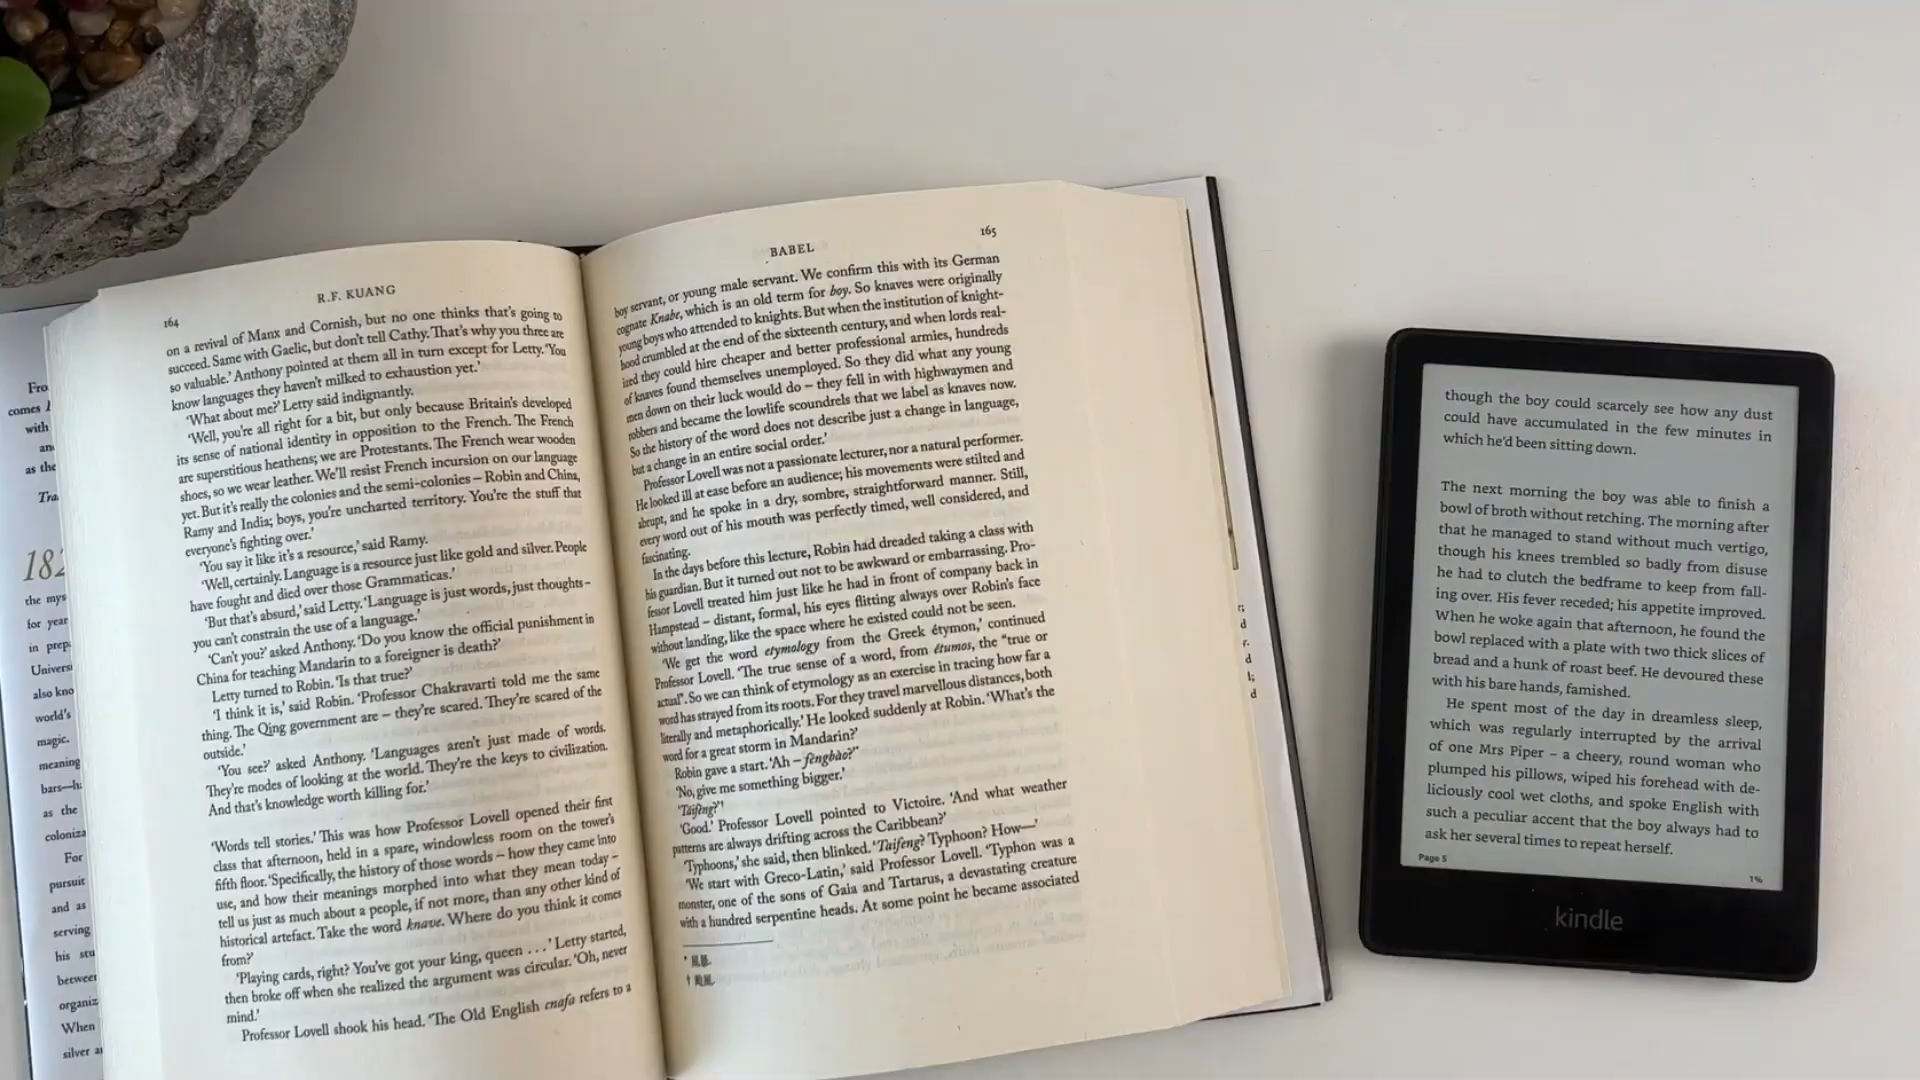 Fro
comes
with
an
as the
Tra
182
the mys
for year
in prep
Universi
also kno
world's
magic.
meaning
bars—h
as the
coloniza
For
pursuit
and as
serving
his stu
between
organiz
When
silver a
R.F. KUANG
164
on a revival of Manx and Cornish, but no one thinks that's going to
succeed. Same with Gaelic, but don't tell Cathy. That's why you three are
so valuable.' Anthony pointed at them all in turn except for Letty. 'You
know languages they haven't milked to exhaustion yet.'
'What about me?' Letty said indignantly.
'Well, you're all right for a bit, but only because Britain's developed
its sense of national identity in opposition to the French. The French
are superstitious heathens; we are Protestants. The French wear wooden
shoes, so we wear leather. We'll resist French incursion on our language
yet. But it's really the colonies and the semi-colonies – Robin and China,
Ramy and India; boys, you're uncharted territory. You're the stuff that
everyone's fighting over.'
'You say it like it's a resource,' said Ramy.
'Well, certainly. Language is a resource just like gold and silver. People
have fought and died over those Grammaticas.'
'But that's absurd,' said Letty. 'Language is just words, just thoughts –
you can't constrain the use of a language.'
'Can't you?' asked Anthony. 'Do you know the official punishment in
China for teaching Mandarin to a foreigner is death?'
Letty turned to Robin. 'Is that true?'
'I think it is,' said Robin. 'Professor Chakravarti told me the same
thing. The Qing government are – they're scared. They're scared of the
outside.'
'You see?' asked Anthony. 'Languages aren't just made of words.
They're modes of looking at the world. They're the keys to civilization.
And that's knowledge worth killing for.'
'Words tell stories.' This was how Professor Lovell opened their first
class that afternoon, held in a spare, windowless room on the tower's
fifth floor. 'Specifically, the history of those words – how they came into
use, and how their meanings morphed into what they mean today –
tell us just as much about a people, if not more, than any other kind of
historical artefact. Take the word knave. Where do you think it comes
from?'
'Playing cards, right? You've got your king, queen . . .' Letty started,
then broke off when she realized the argument was circular. 'Oh, never
mind.'
Professor Lovell shook his head. 'The Old English cnafa refers to a
BABEL
165
boy servant, or young male servant. We confirm this with its German
cognate Knabe, which is an old term for boy. So knaves were originally
young boys who attended to knights. But when the institution of knight-
hood crumbled at the end of the sixteenth century, and when lords real-
ized they could hire cheaper and better professional armies, hundreds
of knaves found themselves unemployed. So they did what any young
men down on their luck would do – they fell in with highwaymen and
robbers and became the lowlife scoundrels that we label as knaves now.
So the history of the word does not describe just a change in language,
but a change in an entire social order.'
Professor Lovell was not a passionate lecturer, nor a natural performer.
He looked ill at ease before an audience; his movements were stilted and
abrupt, and he spoke in a dry, sombre, straightforward manner. Still,
every word out of his mouth was perfectly timed, well considered, and
fascinating.
In the days before this lecture, Robin had dreaded taking a class with
his guardian. But it turned out not to be awkward or embarrassing. Pro-
fessor Lovell treated him just like he had in front of company back in
Hampstead – distant, formal, his eyes flitting always over Robin's face
without landing, like the space where he existed could not be seen.
'We get the word etymology from the Greek étymon,' continued
Professor Lovell. 'The true sense of a word, from étumos, the "true or
actual". So we can think of etymology as an exercise in tracing how far a
word has strayed from its roots. For they travel marvellous distances, both
literally and metaphorically.' He looked suddenly at Robin. 'What's the
word for a great storm in Mandarin?'
Robin gave a start. 'Ah – fēngbào?'*
'No, give me something bigger.'
'Táifēng?'†
'Good.' Professor Lovell pointed to Victoire. 'And what weather
patterns are always drifting across the Caribbean?'
'Typhoons,' she said, then blinked. 'Taifeng? Typhoon? How—'
'We start with Greco-Latin,' said Professor Lovell. 'Typhon was a
monster, one of the sons of Gaia and Tartarus, a devastating creature
with a hundred serpentine heads. At some point he became associated
*
†
r;
d
r.
d
l;
d
though the boy could scarcely see how any dust
could have accumulated in the few minutes in
which he'd been sitting down.
The next morning the boy was able to finish a
bowl of broth without retching. The morning after
that he managed to stand without much vertigo,
though his knees trembled so badly from disuse
he had to clutch the bedframe to keep from fall-
ing over. His fever receded; his appetite improved.
When he woke again that afternoon, he found the
bowl replaced with a plate with two thick slices of
bread and a hunk of roast beef. He devoured these
with his bare hands, famished.
He spent most of the day in dreamless sleep,
which was regularly interrupted by the arrival
of one Mrs Piper – a cheery, round woman who
plumped his pillows, wiped his forehead with de-
liciously cool wet cloths, and spoke English with
such a peculiar accent that the boy always had to
ask her several times to repeat herself.
Page 5
1%
kindle